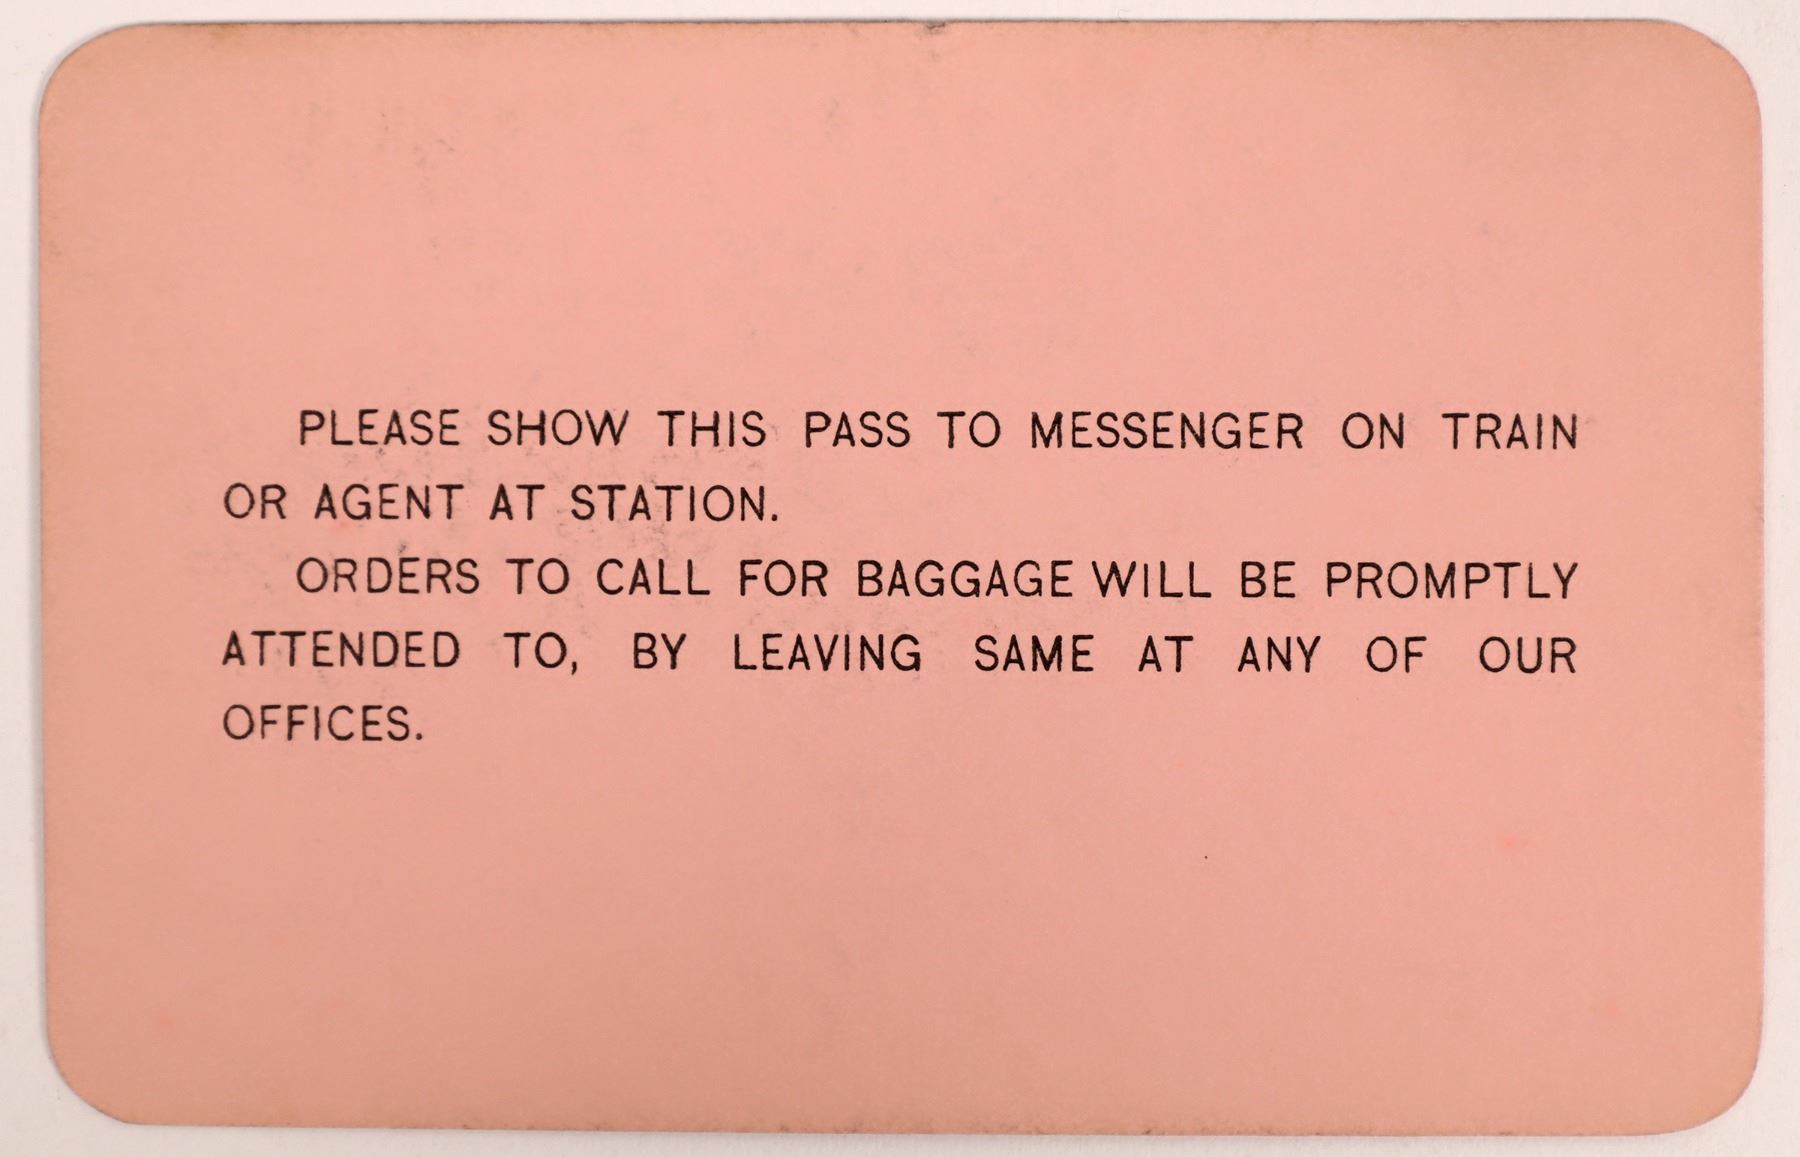 PLEASE SHOW THIS PASS TO MESSENGER ON TRAIN
OR AGENT AT STATION.
ORDERS TO CALL FOR BAGGAGE WILL BE PROMPTLY
ATTENDED TO, BY LEAVING SAME AT ANY OF OUR
OFFICES.